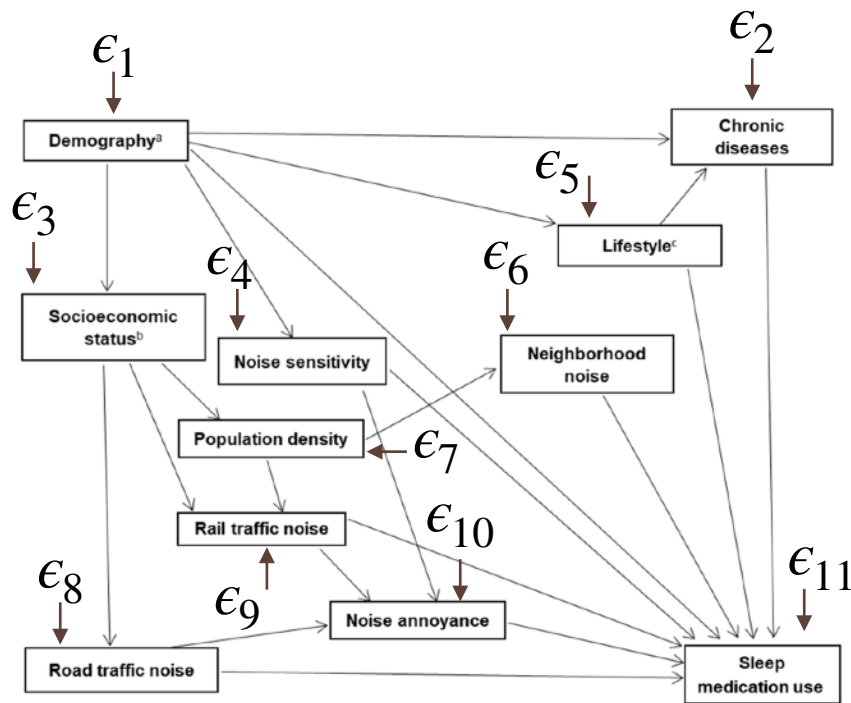 ϵ1
ϵ2
Demographyᵃ
Chronic
diseases
ϵ3
ϵ5
Lifestyleᶜ
ϵ4
ϵ6
Socioeconomic
statusᵇ
Noise sensitivity
Neighborhood
noise
Population density
ϵ7
Rail traffic noise
ϵ10
ϵ8
ϵ9
ϵ11
Noise annoyance
Road traffic noise
Sleep
medication use